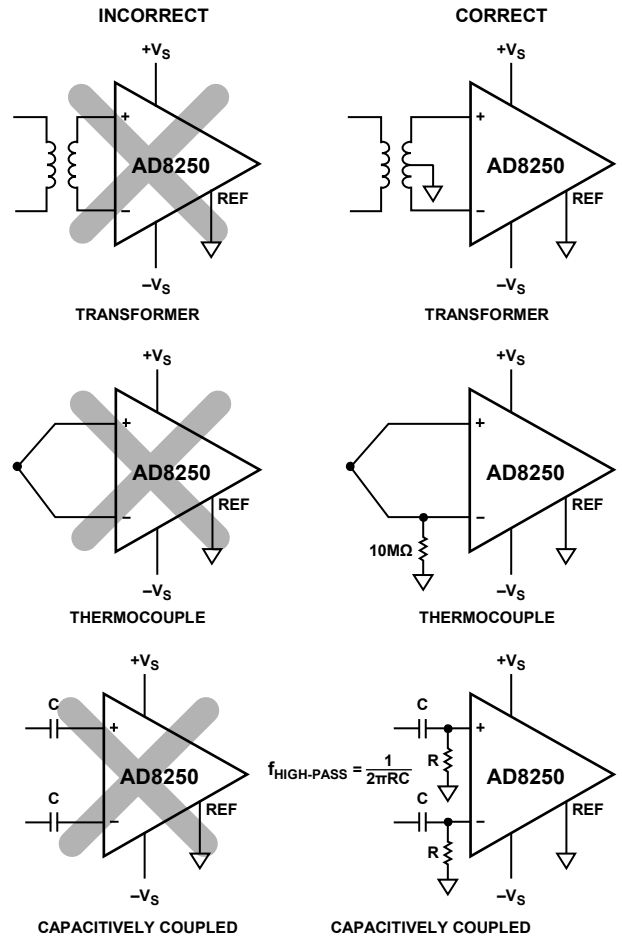 INCORRECT
CORRECT
+VS
+
AD8250
–
REF
–VS
TRANSFORMER
+VS
+
AD8250
–
REF
–VS
TRANSFORMER
+VS
+
AD8250
–
REF
–VS
THERMOCOUPLE
+VS
+
AD8250
–
REF
10MΩ
–VS
THERMOCOUPLE
+VS
C
+
AD8250
C
–
REF
–VS
CAPACITIVELY COUPLED
+VS
C
+
R
fHIGH-PASS = 1/2πRC
AD8250
C
–
R
REF
–VS
CAPACITIVELY COUPLED